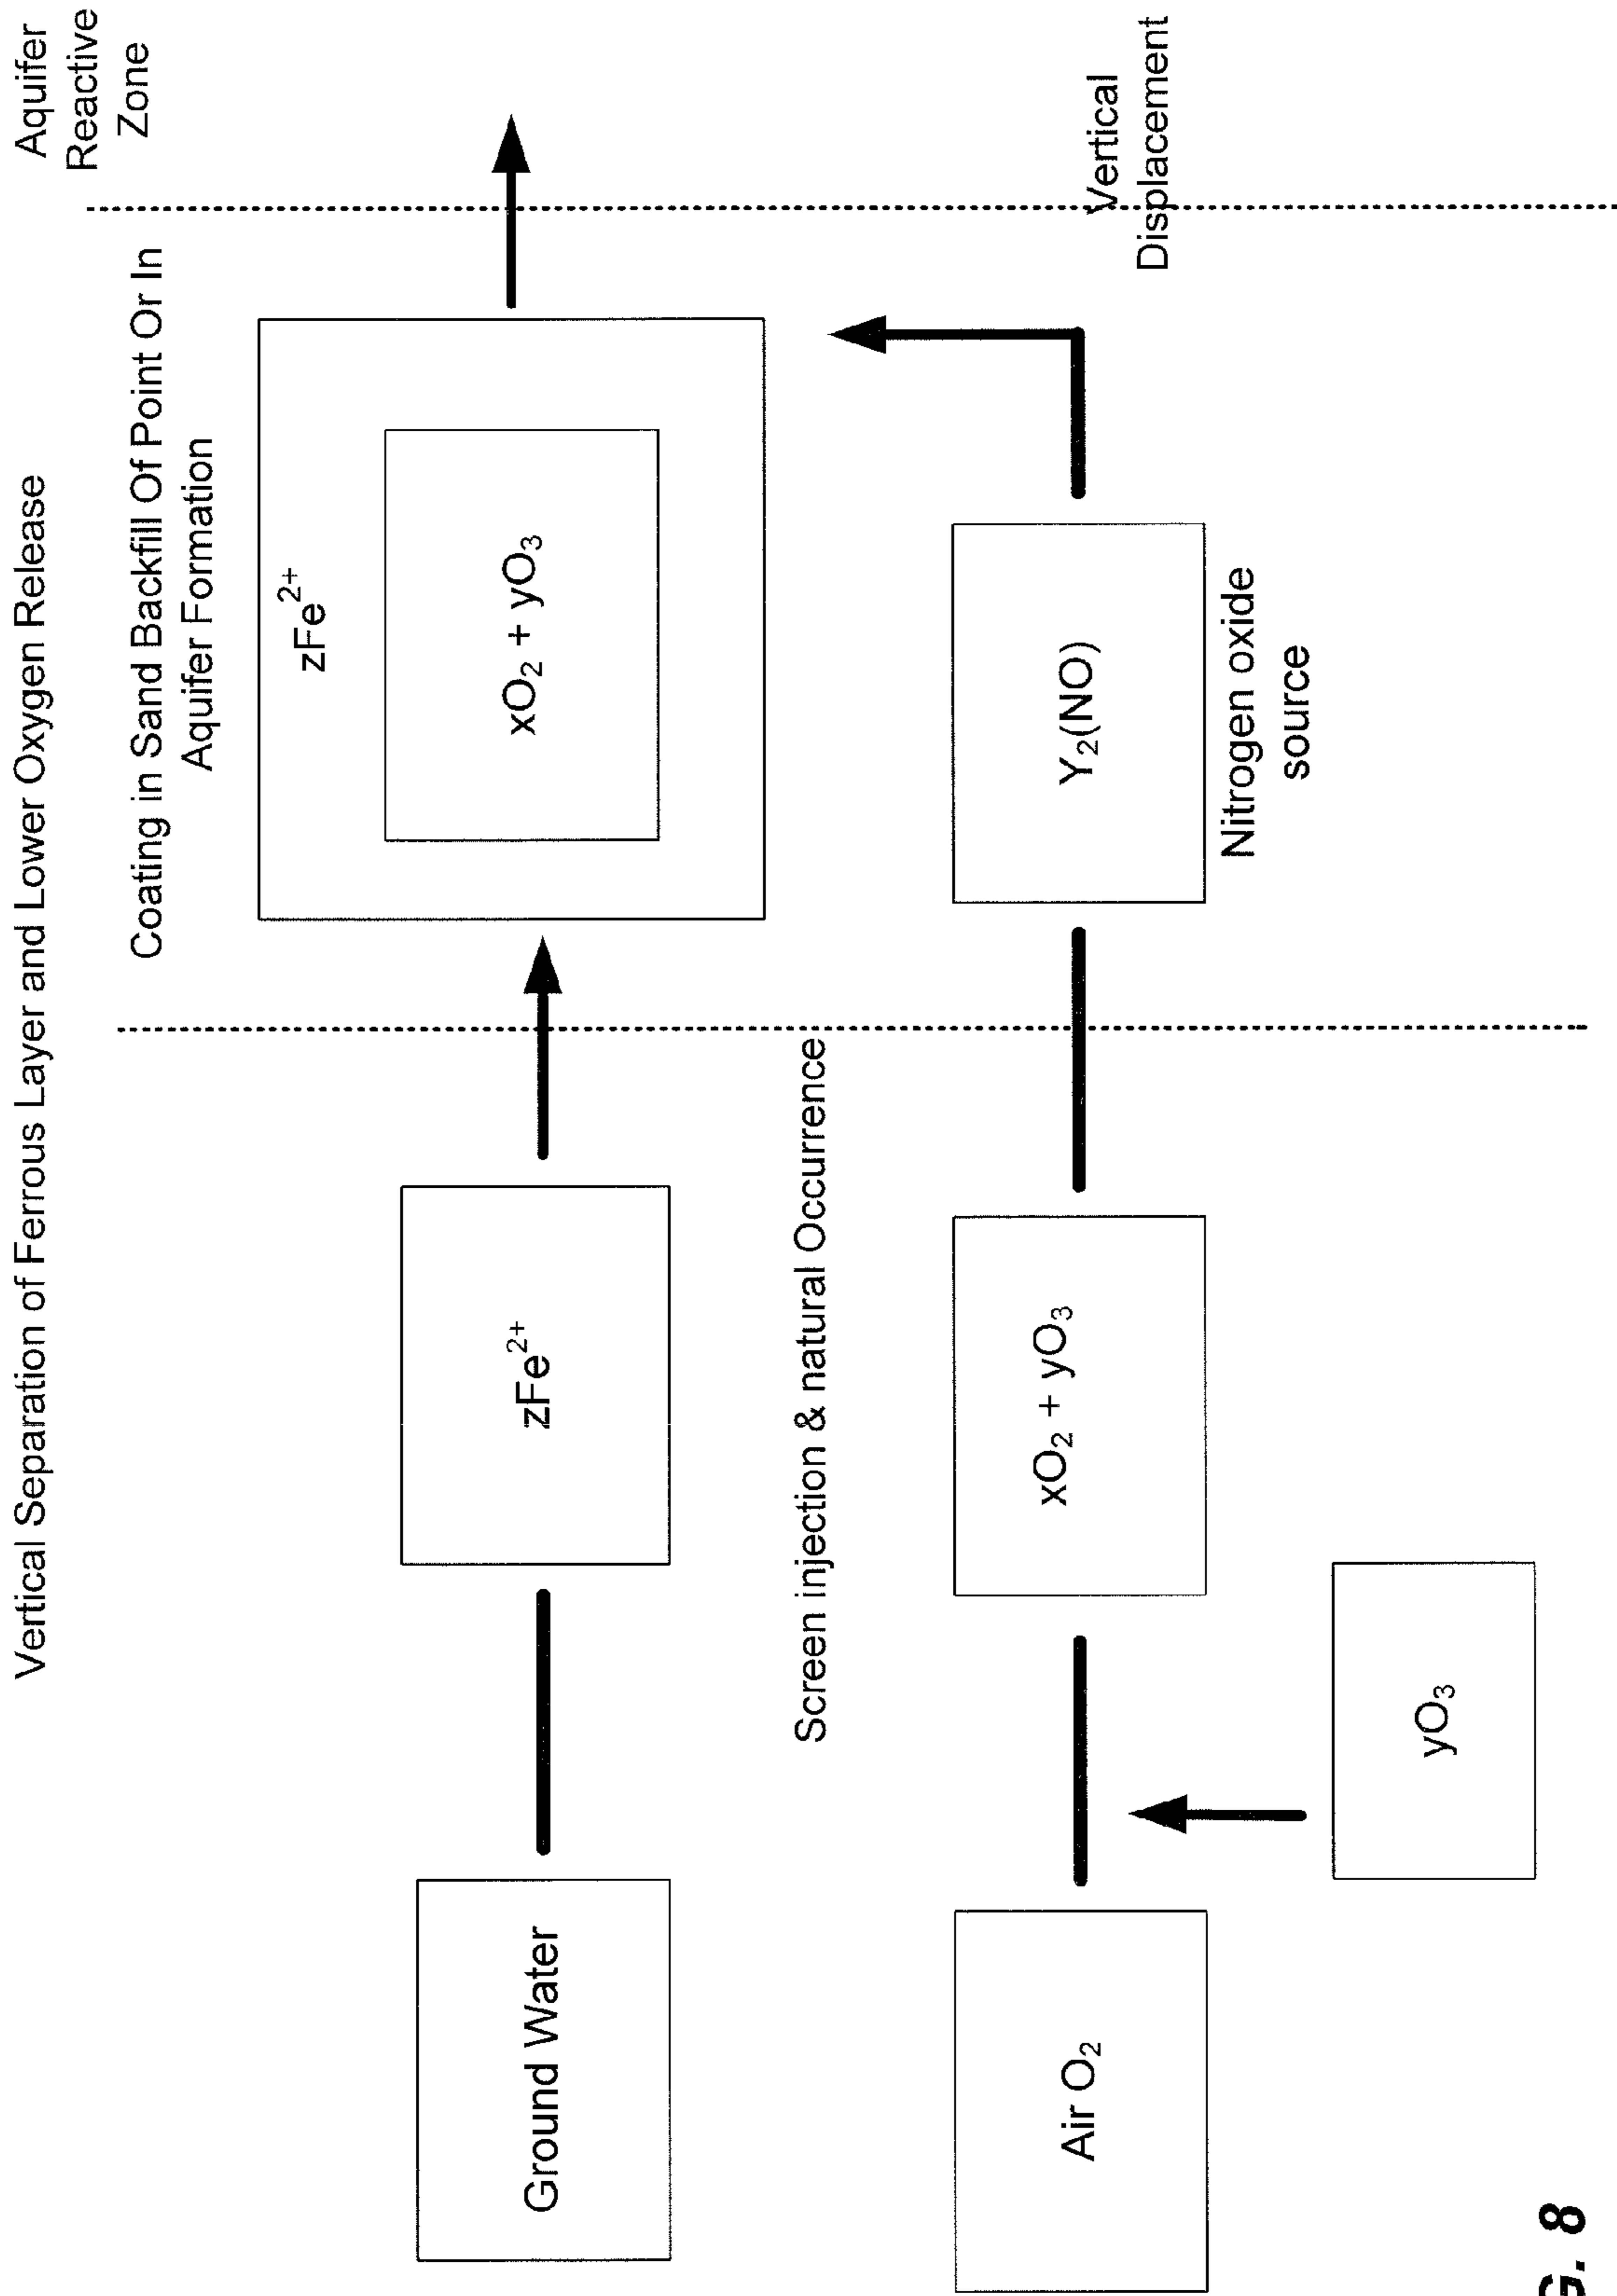 Vertical Separation of Ferrous Layer and Lower Oxygen Release
Coating in Sand Backfill Of Point Or In
Aquifer Formation
Aquifer
Reactive
Zone
Ground Water
zFe²⁺
zFe²⁺
xO₂ + yO₃
Screen injection & natural Occurrence
Air O₂
xO₂ + yO₃
Y₂(NO)
Nitrogen oxide
source
Vertical
Displacement
yO₃
G. 8